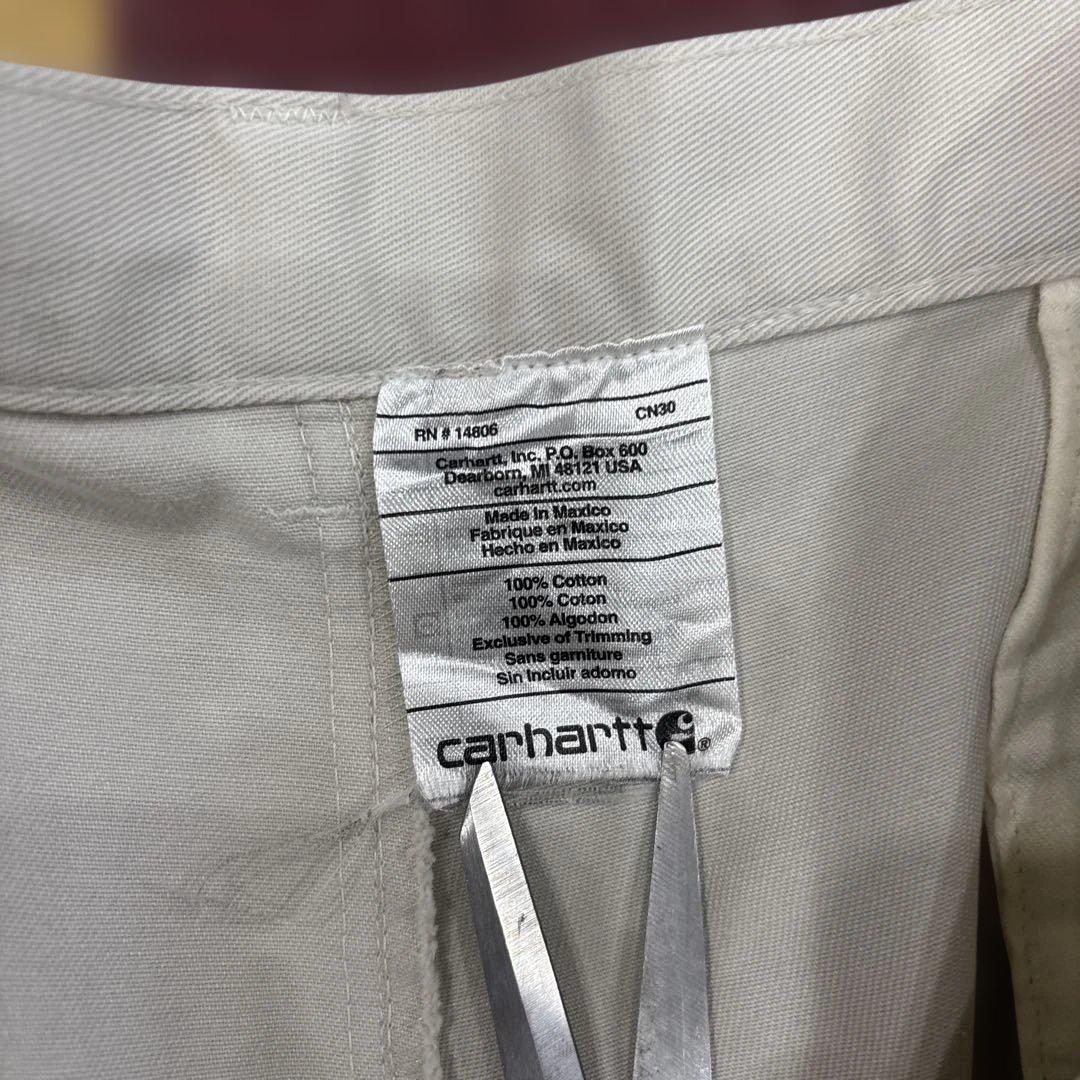 RN # 14806 CN30
Carhartt, Inc. P.O. Box 600
Dearborn, MI 48121 USA
carhartt.com
Made in Mexico
Fabriqué en Mexico
Hecho en Mexico
100% Cotton
100% Coton
100% Algodon
Exclusive of Trimming
Sans garniture
Sin Incluir adorno
carhartt ®